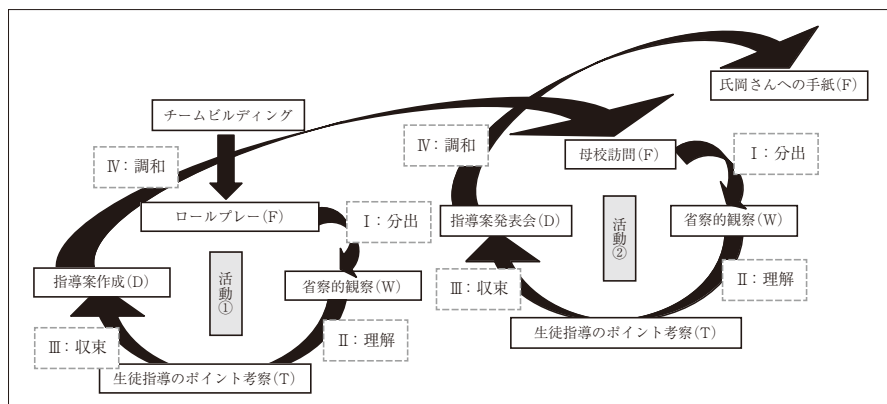 チームビルディング
ロールプレー(F)
Ⅰ:分出
省察的観察(W)
Ⅱ:理解
生徒指導のポイント考察(T)
Ⅲ:収束
指導案作成(D)
Ⅳ:調和
活動①
母校訪問(F)
Ⅰ:分出
省察的観察(W)
Ⅱ:理解
生徒指導のポイント考察(T)
Ⅲ:収束
指導案発表会(D)
Ⅳ:調和
活動②
氏岡さんへの手紙(F)